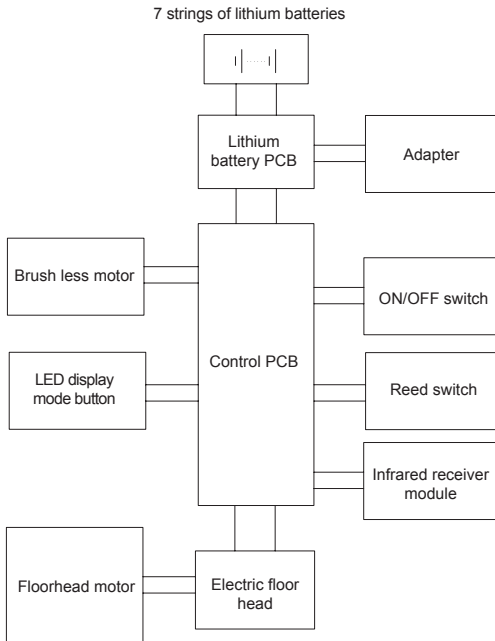 7 strings of lithium batteries
Lithium
battery PCB
Adapter
Brush less motor
ON/OFF switch
Control PCB
LED display
mode button
Reed switch
Infrared receiver
module
Floorhead motor
Electric floor
head